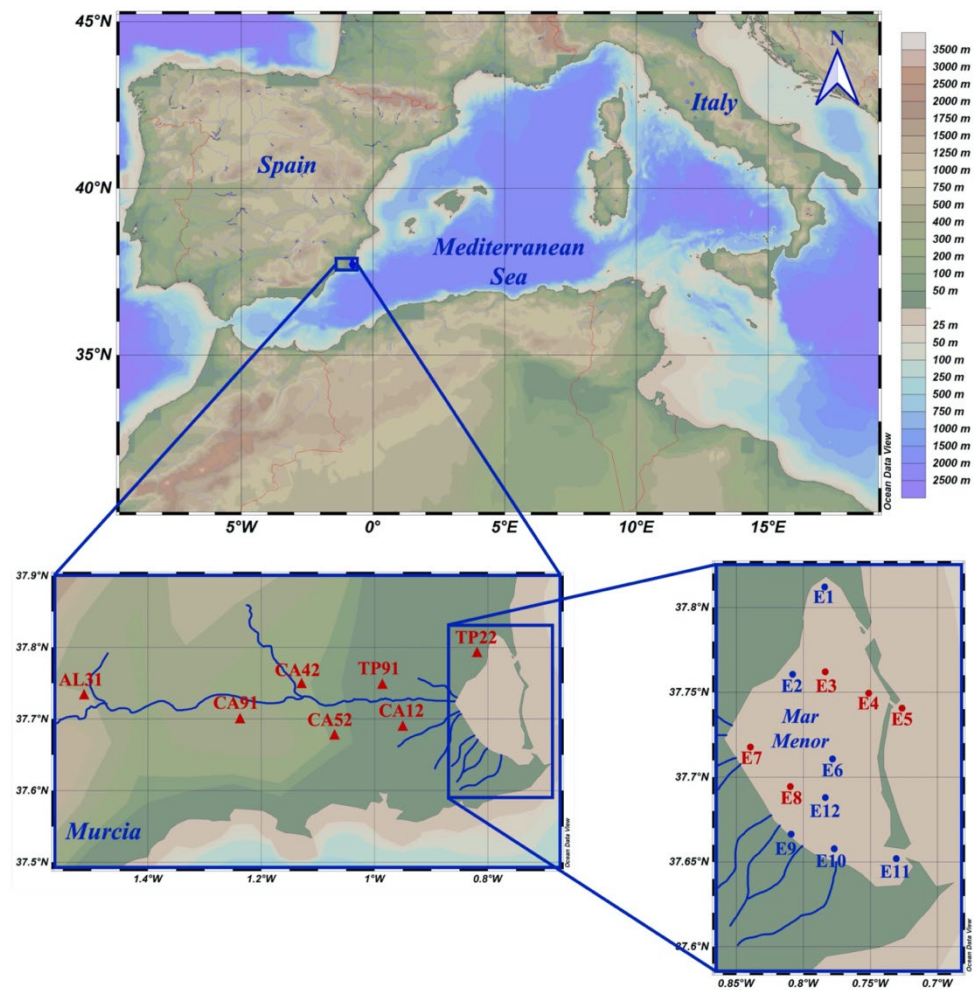 45°N
40°N
35°N
5°W
0°
5°E
10°E
15°E
Spain
Italy
Mediterranean
Sea
N
3500 m
3000 m
2500 m
2000 m
1750 m
1500 m
1250 m
1000 m
750 m
500 m
400 m
300 m
200 m
100 m
50 m
25 m
50 m
100 m
250 m
500 m
750 m
1000 m
1500 m
2000 m
2500 m
Ocean Data View
37.9°N
37.8°N
37.7°N
37.6°N
37.5°N
1.4°W
1.2°W
1°W
0.8°W
AL31
CA91
CA42
CA52
TP91
CA12
TP22
Murcia
Ocean Data View
37.8°N
37.75°N
37.7°N
37.65°N
37.6°N
0.85°W
0.8°W
0.75°W
0.7°W
E1
E2
E3
E4
E5
Mar
Menor
E7
E6
E8
E12
E9
E10
E11
Ocean Data View